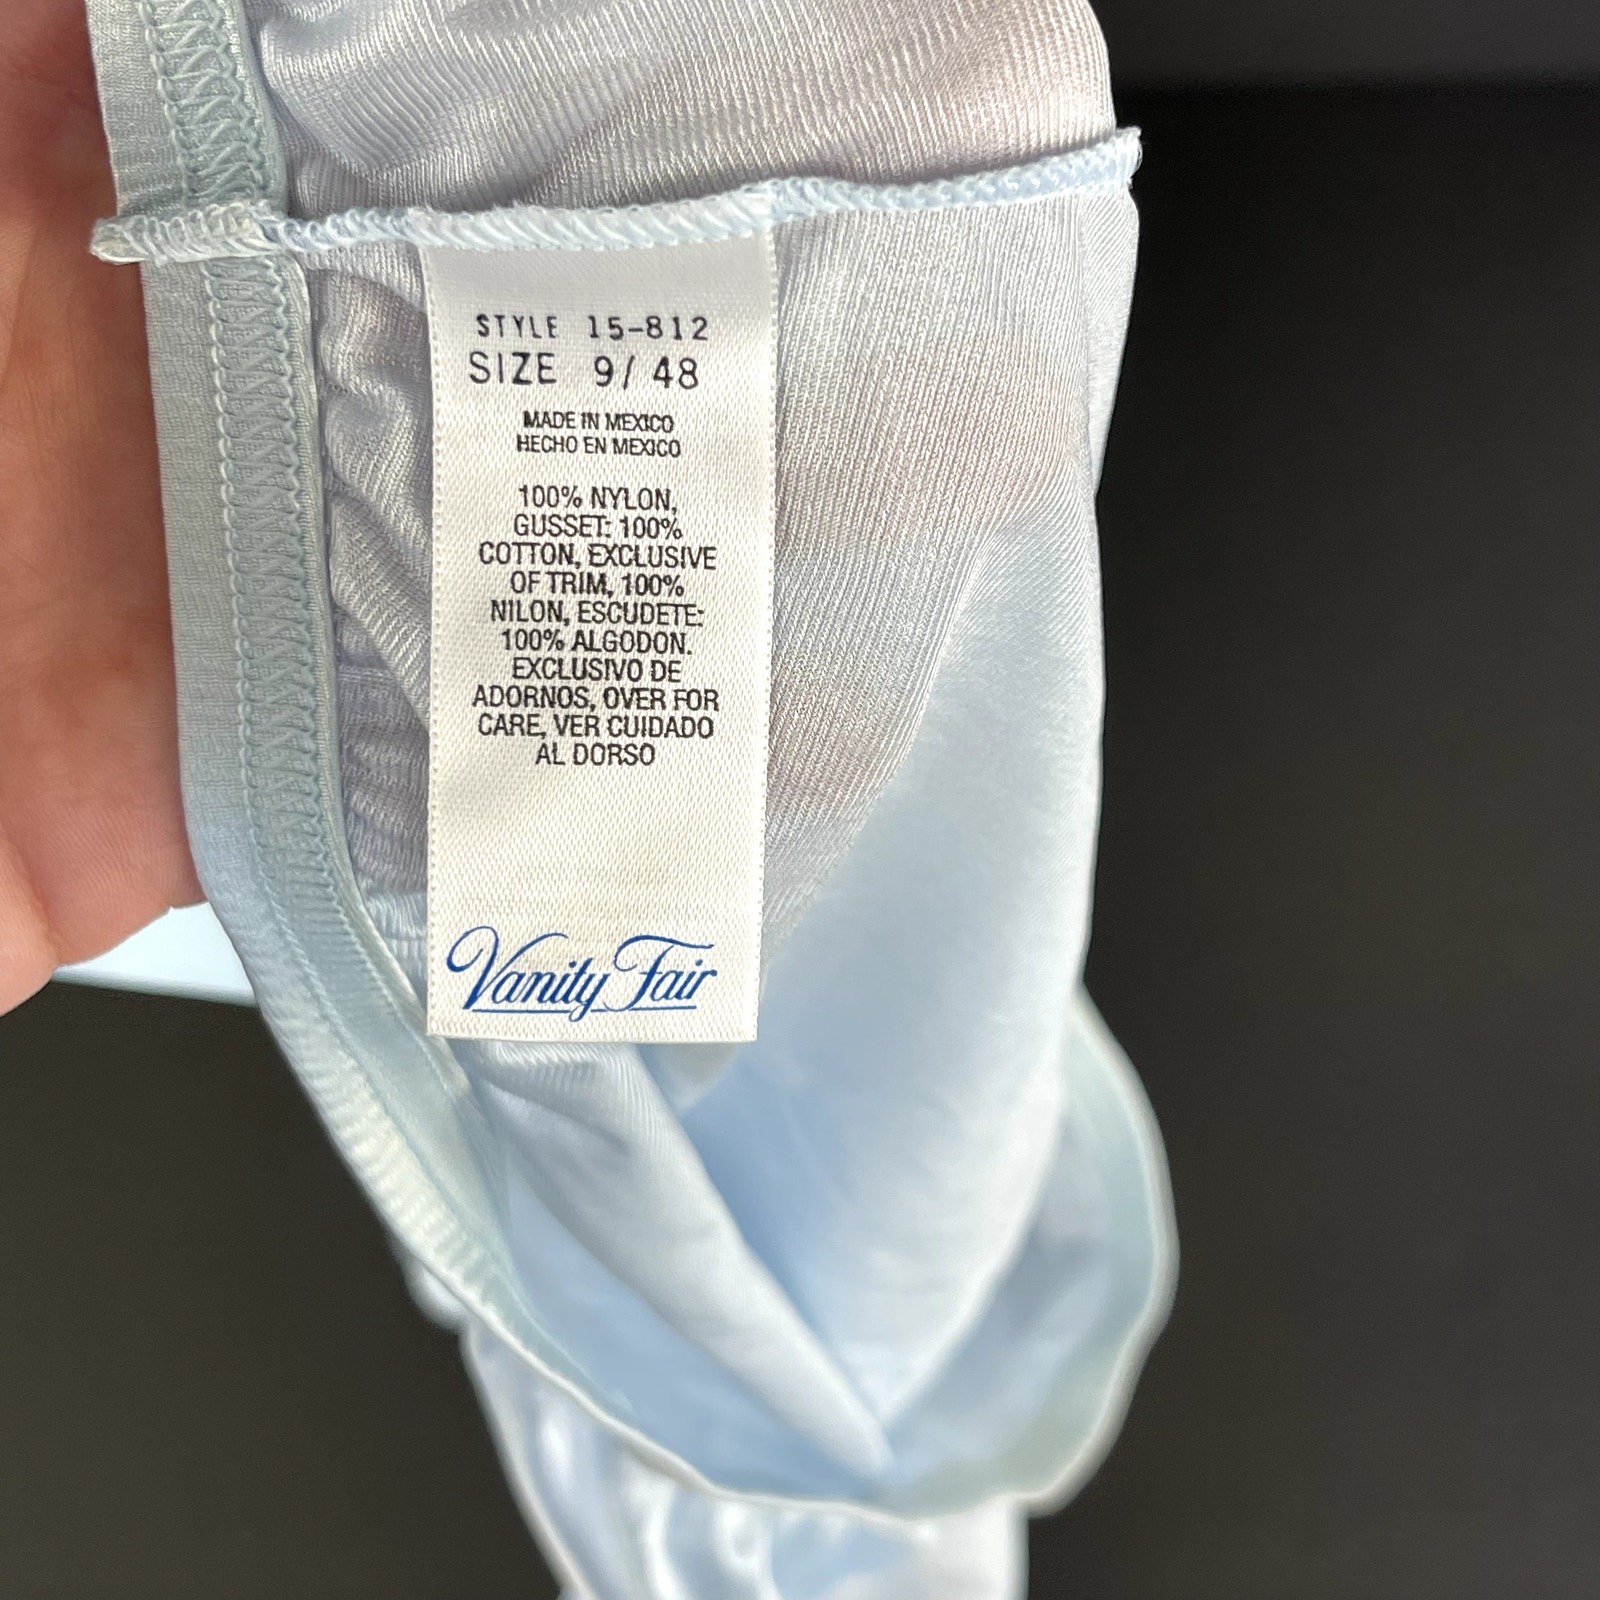 STYLE 15-812
SIZE 9/ 48
MADE IN MEXICO
HECHO EN MEXICO
100% NYLON,
GUSSET: 100%
COTTON, EXCLUSIVE
OF TRIM, 100%
NILON, ESCUDETE:
100% ALGODON.
EXCLUSIVO DE
ADORNOS, OVER FOR
CARE, VER CUIDADO
AL DORSO
Vanity Fair